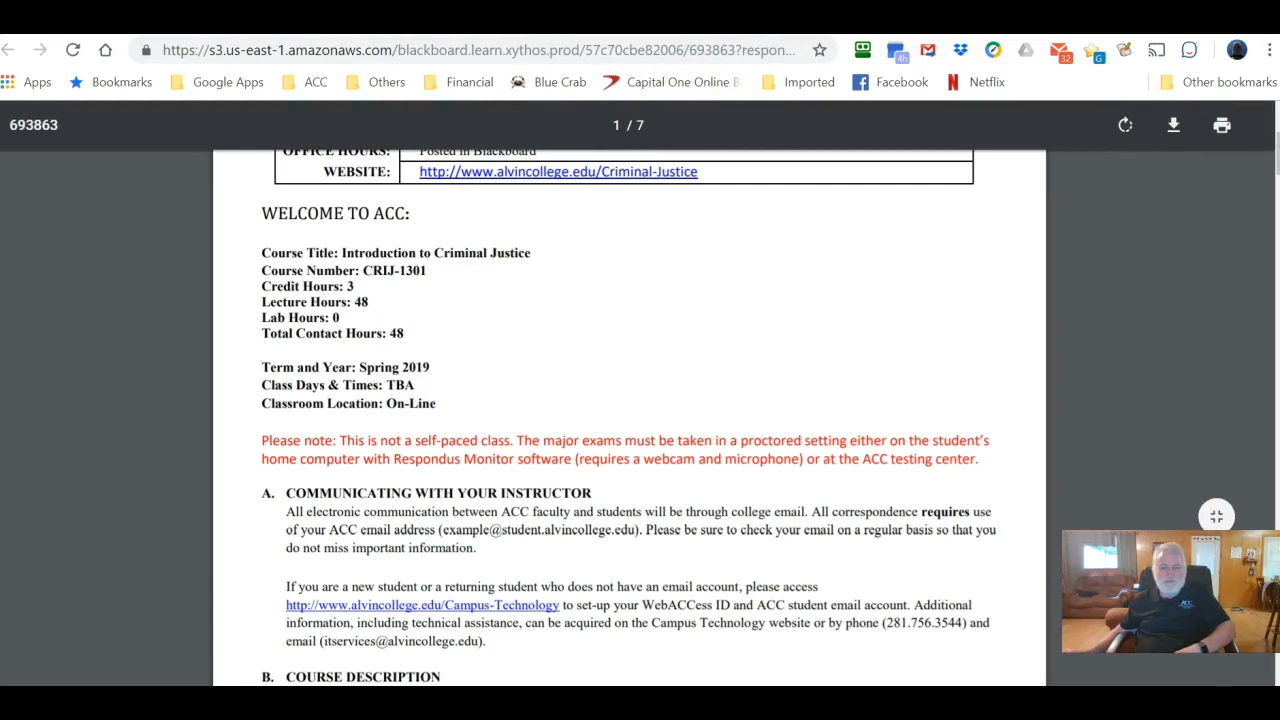 https://s3.us-east-1.amazonaws.com/blackboard.learn.xythos.prod/57c70cbe82006/693863?respon...
4h
32
G
Apps
Bookmarks
Google Apps
ACC
Others
Financial
Blue Crab
Capital One Online B
Imported
Facebook
Netflix
Other bookmarks
693863
1 / 7
OFFICE HOURS: Posted in Blackboard
WEBSITE: http://www.alvincollege.edu/Criminal-Justice
WELCOME TO ACC:
Course Title: Introduction to Criminal Justice
Course Number: CRIJ-1301
Credit Hours: 3
Lecture Hours: 48
Lab Hours: 0
Total Contact Hours: 48
Term and Year: Spring 2019
Class Days & Times: TBA
Classroom Location: On-Line
Please note: This is not a self-paced class. The major exams must be taken in a proctored setting either on the student's
home computer with Respondus Monitor software (requires a webcam and microphone) or at the ACC testing center.
A. COMMUNICATING WITH YOUR INSTRUCTOR
All electronic communication between ACC faculty and students will be through college email. All correspondence requires use
of your ACC email address (example@student.alvincollege.edu). Please be sure to check your email on a regular basis so that you
do not miss important information.
If you are a new student or a returning student who does not have an email account, please access
http://www.alvincollege.edu/Campus-Technology to set-up your WebACCess ID and ACC student email account. Additional
information, including technical assistance, can be acquired on the Campus Technology website or by phone (281.756.3544) and
email (itservices@alvincollege.edu).
B. COURSE DESCRIPTION